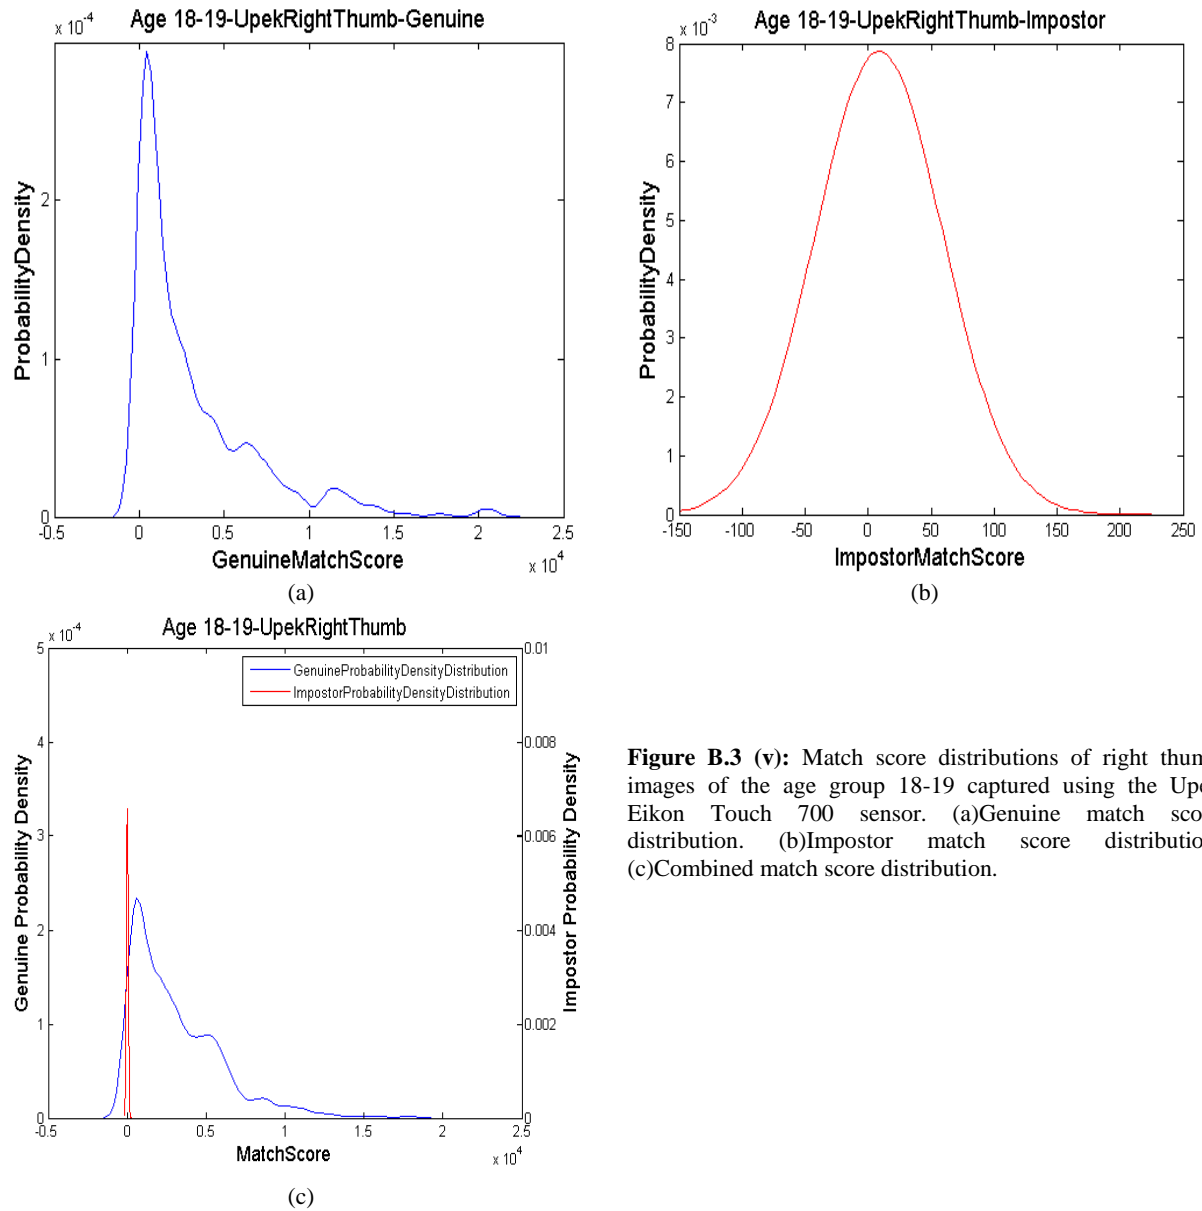 Age 18-19-UpekRightThumb-Genuine
x 10^-4
2
1
0
ProbabilityDensity
-0.5 0 0.5 1 1.5 2 2.5
x 10^4
GenuineMatchScore
(a)
Age 18-19-UpekRightThumb-Impostor
x 10^-3
8
7
6
5
4
3
2
1
0
ProbabilityDensity
-150 -100 -50 0 50 100 150 200 250
ImpostorMatchScore
(b)
Age 18-19-UpekRightThumb
x 10^-4
5
4
3
2
1
0
Genuine Probability Density
GenuineProbabilityDensityDistribution
ImpostorProbabilityDensityDistribution
0.01
0.008
0.006
0.004
0.002
0
Impostor Probability Density
-0.5 0 0.5 1 1.5 2 2.5
MatchScore
x 10^4
(c)
Figure B.3 (v): Match score distributions of right thum
images of the age group 18-19 captured using the Upe
Eikon Touch 700 sensor. (a)Genuine match sco
distribution. (b)Impostor match score distributio
(c)Combined match score distribution.